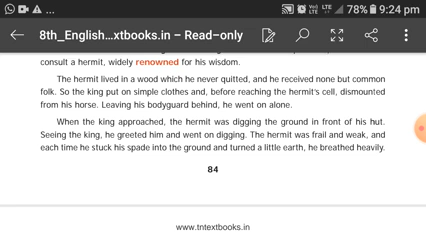 78% 9:24 pm
8th_English...xtbooks.in – Read-only
consult a hermit, widely renowned for his wisdom.
The hermit lived in a wood which he never quitted, and he received none but common
folk. So the king put on simple clothes and, before reaching the hermit's cell, dismounted
from his horse. Leaving his bodyguard behind, he went on alone.
When the king approached, the hermit was digging the ground in front of his hut.
Seeing the king, he greeted him and went on digging. The hermit was frail and weak, and
each time he stuck his spade into the ground and turned a little earth, he breathed heavily.
84
www.tntextbooks.in